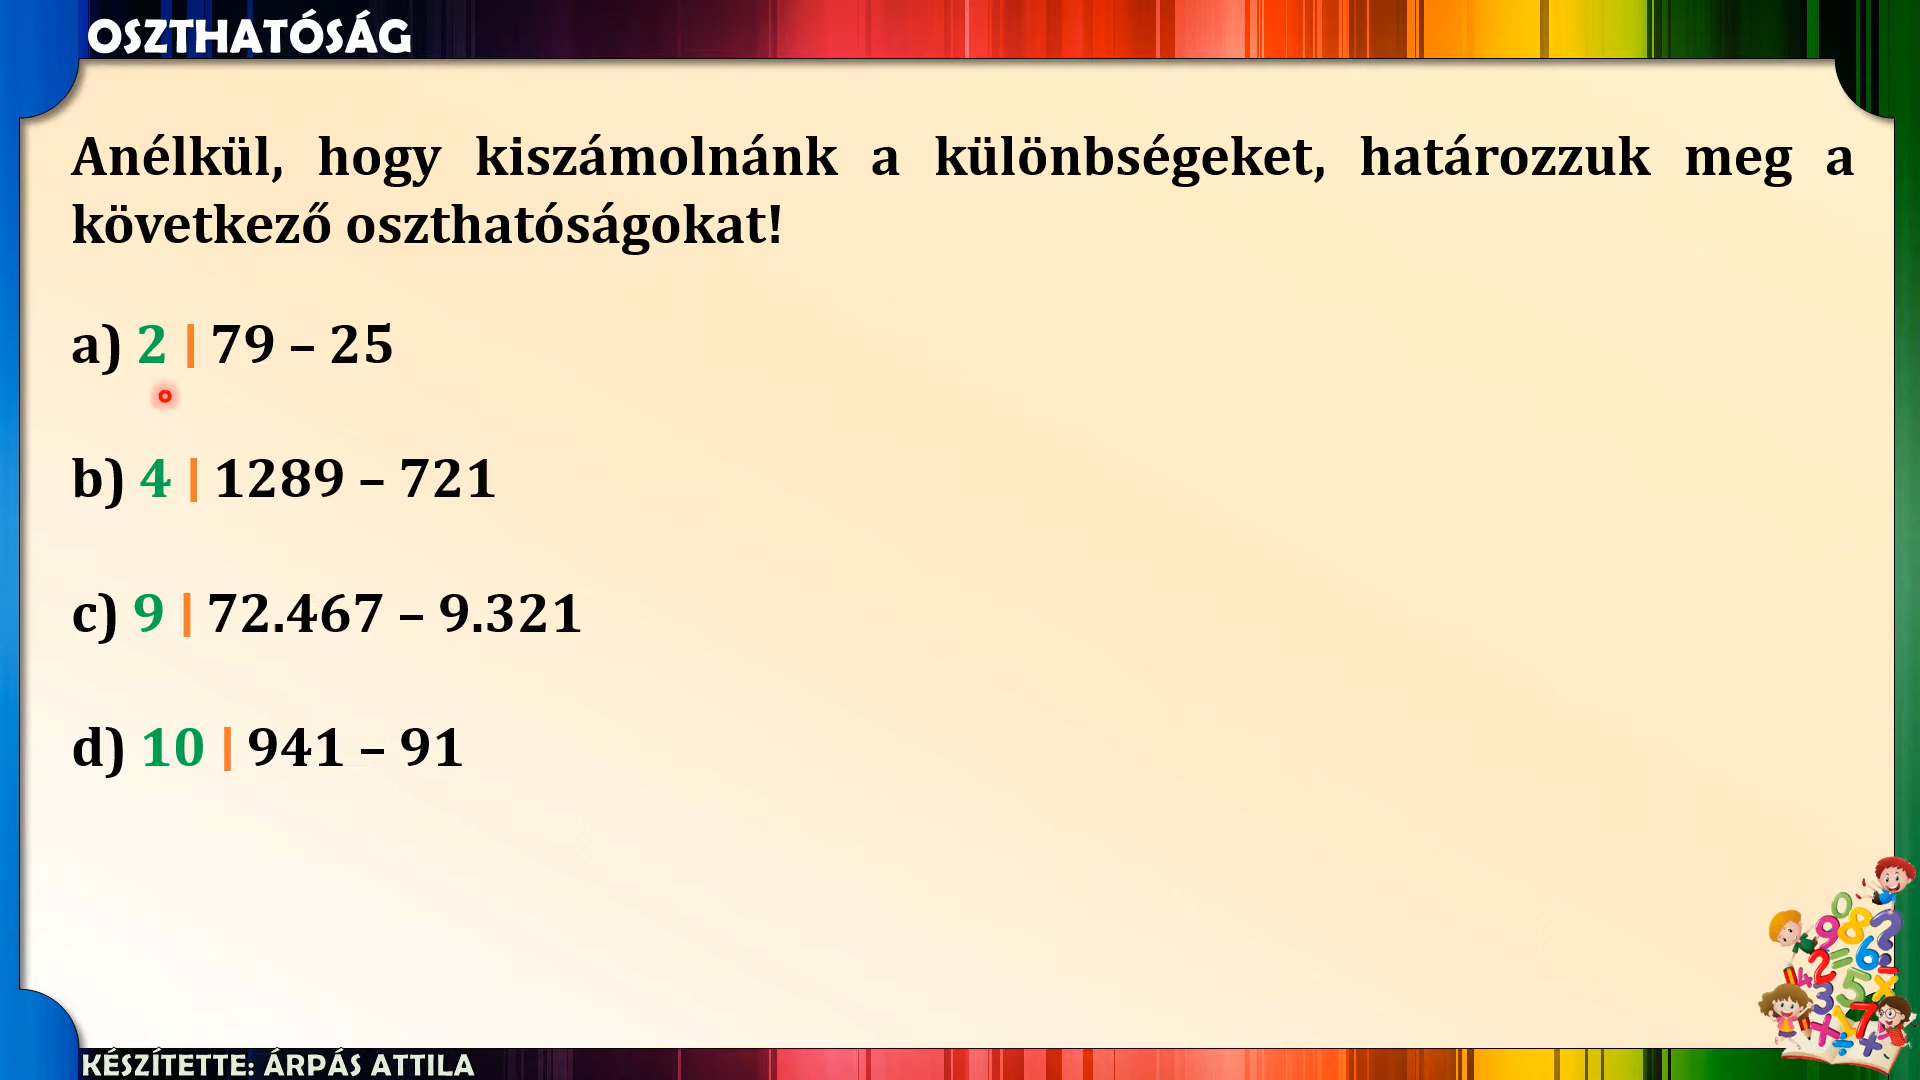 OSZTHATÓSÁG
Anélkül, hogy kiszámolnánk a különbségeket, határozzuk meg a
következő oszthatóságokat!
a) 2 | 79 – 25
b) 4 | 1289 – 721
c) 9 | 72.467 – 9.321
d) 10 | 941 – 91
KÉSZÍTETTE: ÁRPÁS ATTILA